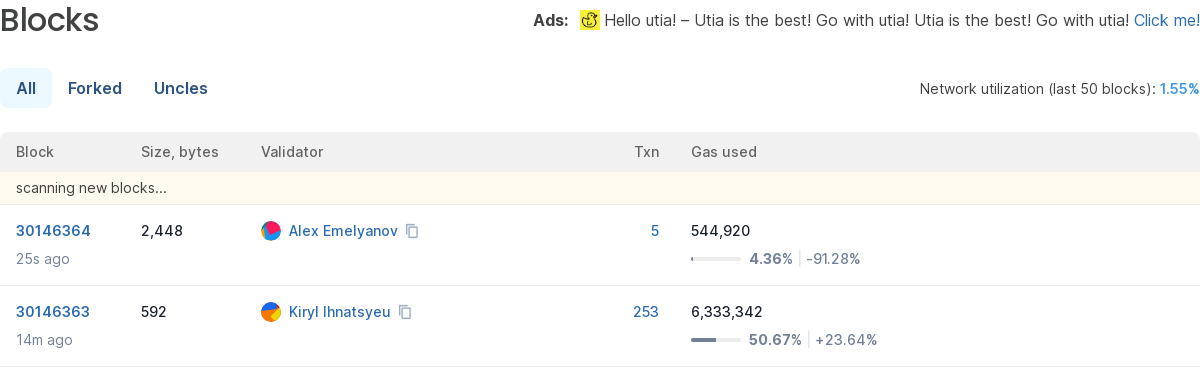 Blocks
Ads: Hello utia! – Utia is the best! Go with utia! Utia is the best! Go with utia! Click me!
All Forked Uncles
Network utilization (last 50 blocks): 1.55%
Block Size, bytes Validator Txn Gas used
scanning new blocks...
30146364 2,448 Alex Emelyanov 5 544,920
25s ago 4.36% -91.28%
30146363 592 Kiryl Ihnatsyeu 253 6,333,342
14m ago 50.67% +23.64%